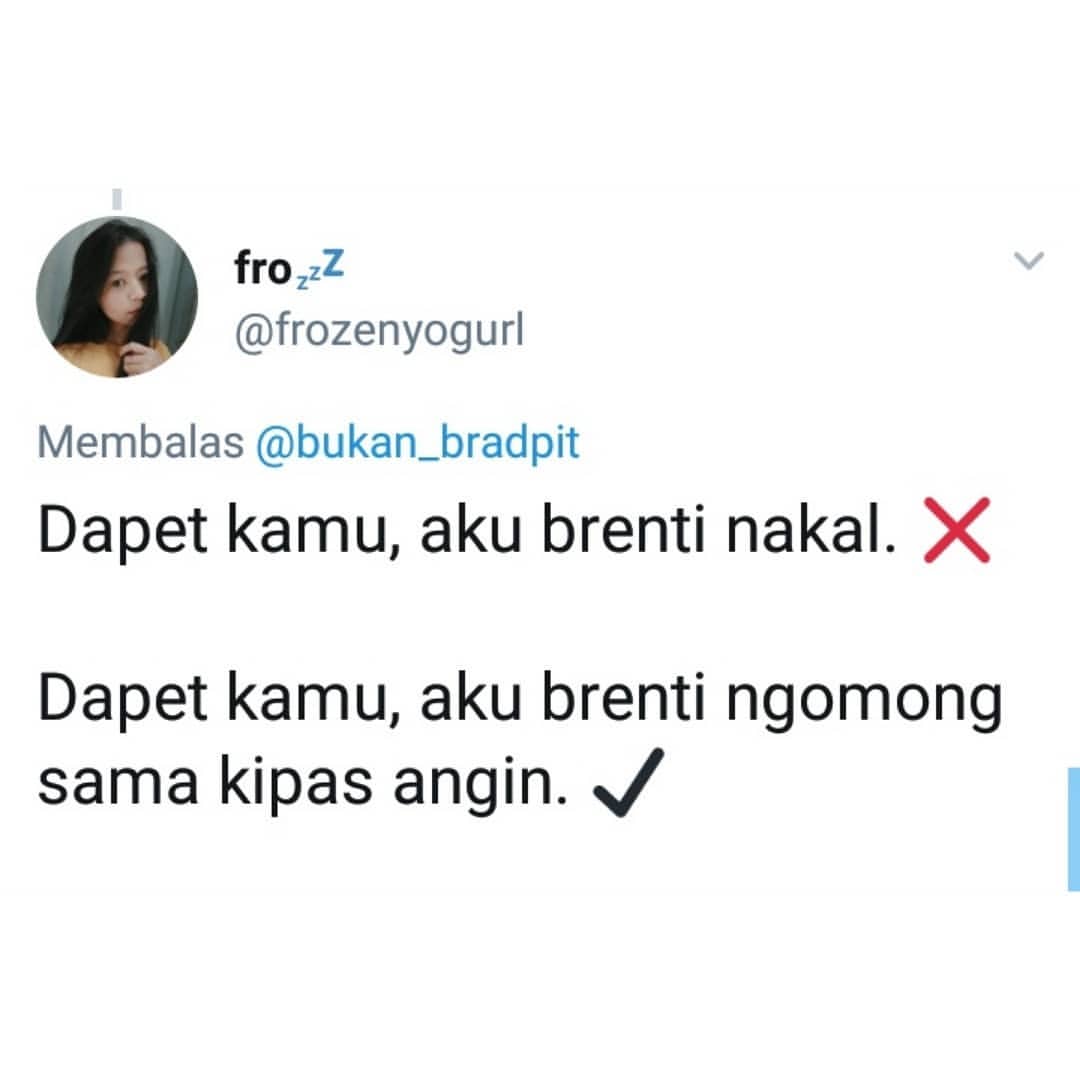 fro 💤
@frozenyogurl
Membalas @bukan_bradpit
Dapet kamu, aku brenti nakal. ❌
Dapet kamu, aku brenti ngomong
sama kipas angin. ✔